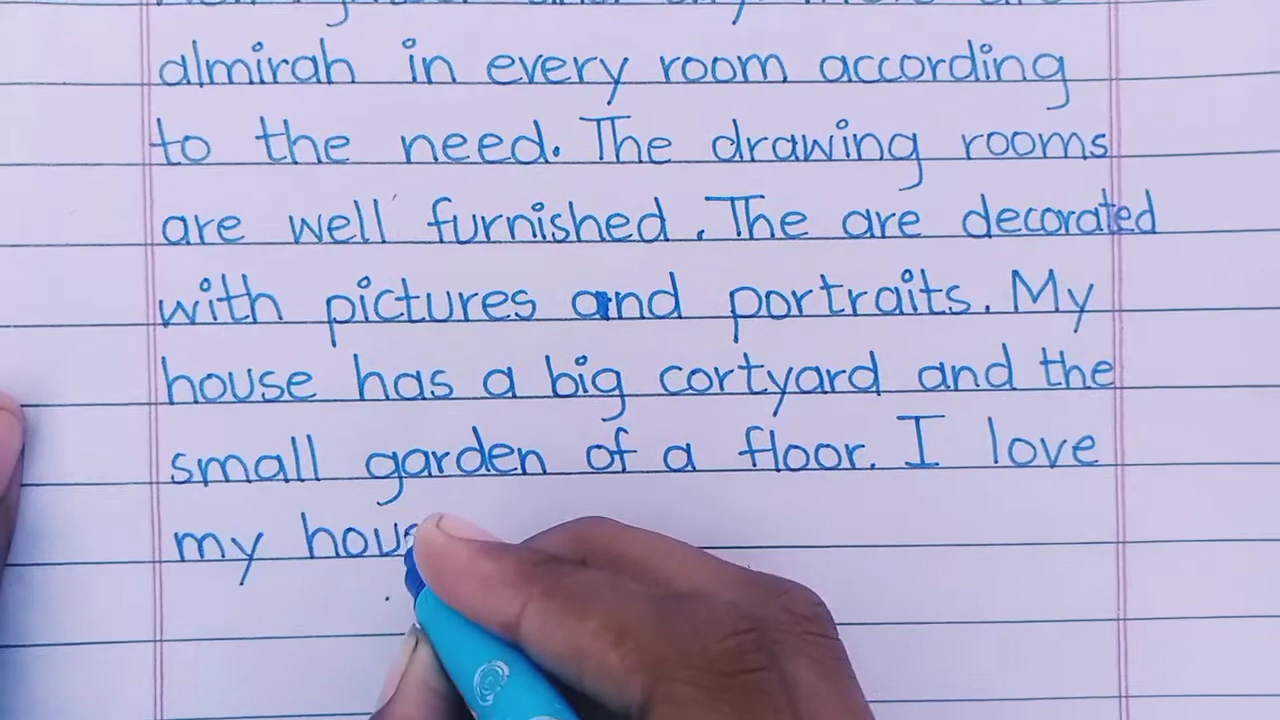 almirah in every room according
to the need. The drawing rooms
are well furnished. The are decorated
with pictures and portraits. My
house has a big cortyard and the
small garden of a floor. I love
my hous